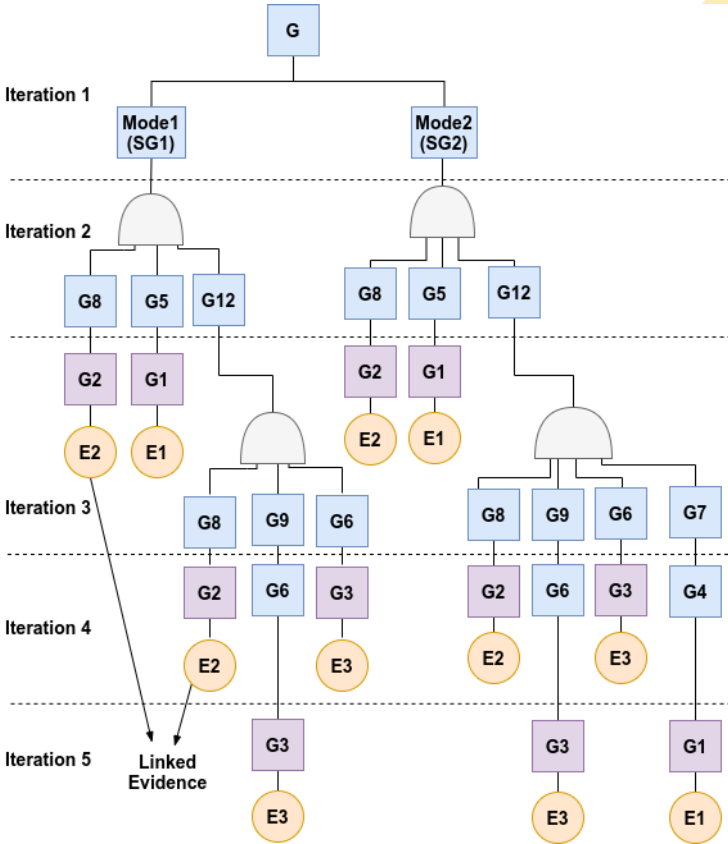 G
Iteration 1
Mode1
(SG1)
Mode2
(SG2)
Iteration 2
G8
G5
G12
G8
G5
G12
G2
G1
G2
G1
E2
E1
E2
E1
Iteration 3
G8
G9
G6
G8
G9
G6
G7
G2
G6
G3
G2
G6
G3
G4
Iteration 4
E2
E3
E2
E3
Iteration 5
Linked
Evidence
G3
G3
G1
E3
E3
E1